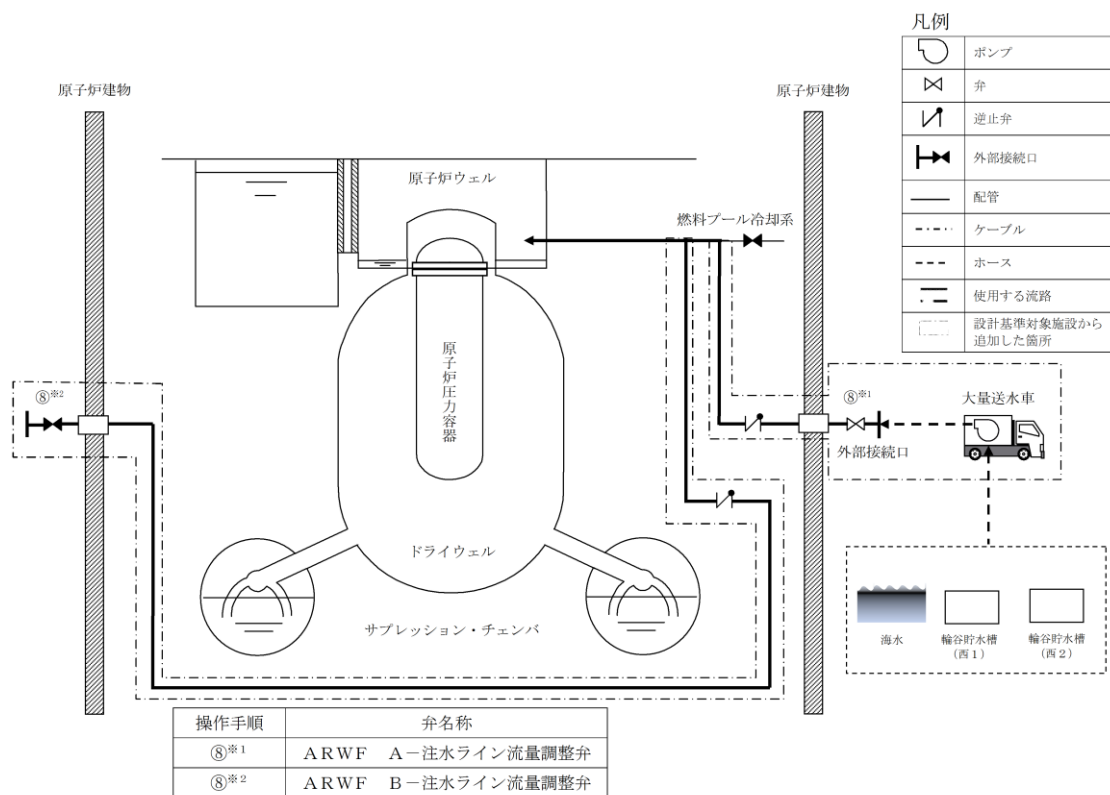 凡例
ポンプ
弁
逆止弁
外部接続口
配管
ケーブル
ホース
使用する流路
設計基準対象施設から
追加した箇所
原子炉建物
原子炉建物
原子炉ウェル
燃料プール冷却系
原子炉圧力容器
⑧※2
⑧※1
大量送水車
外部接続口
ドライウェル
サプレッション・チェンバ
海水
輪谷貯水槽
(西1)
輪谷貯水槽
(西2)
操作手順 弁名称
⑧※1 ARWF A-注水ライン流量調整弁
⑧※2 ARWF B-注水ライン流量調整弁